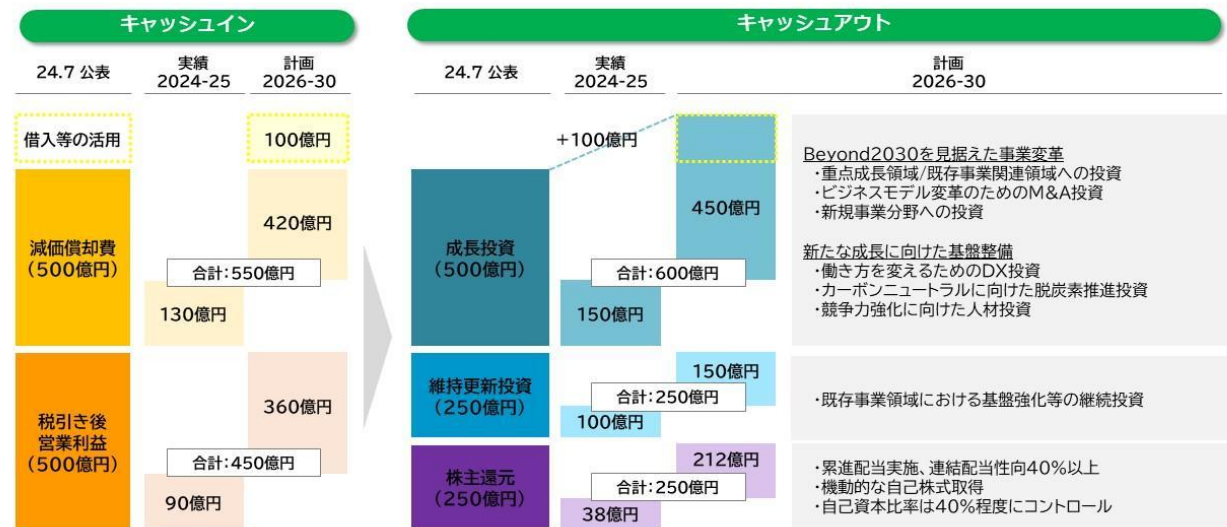 キャッシュイン
24.7 公表
実績
2024-25
計画
2026-30
借入等の活用
100億円
減価償却費
(500億円)
420億円
合計:550億円
130億円
税引き後
営業利益
(500億円)
360億円
合計:450億円
90億円
キャッシュアウト
24.7 公表
実績
2024-25
計画
2026-30
+100億円
成長投資
(500億円)
450億円
合計:600億円
150億円
Beyond2030を見据えた事業変革
・重点成長領域/既存事業関連領域への投資
・ビジネスモデル変革のためのM&A投資
・新規事業分野への投資
新たな成長に向けた基盤整備
・働き方を変えるためのDX投資
・カーボンニュートラルに向けた脱炭素推進投資
・競争力強化に向けた人材投資
維持更新投資
(250億円)
150億円
合計:250億円
100億円
・既存事業領域における基盤強化等の継続投資
株主還元
(250億円)
212億円
合計:250億円
38億円
・累進配当実施、連結配当性向40%以上
・機動的な自己株式取得
・自己資本比率は40%程度にコントロール